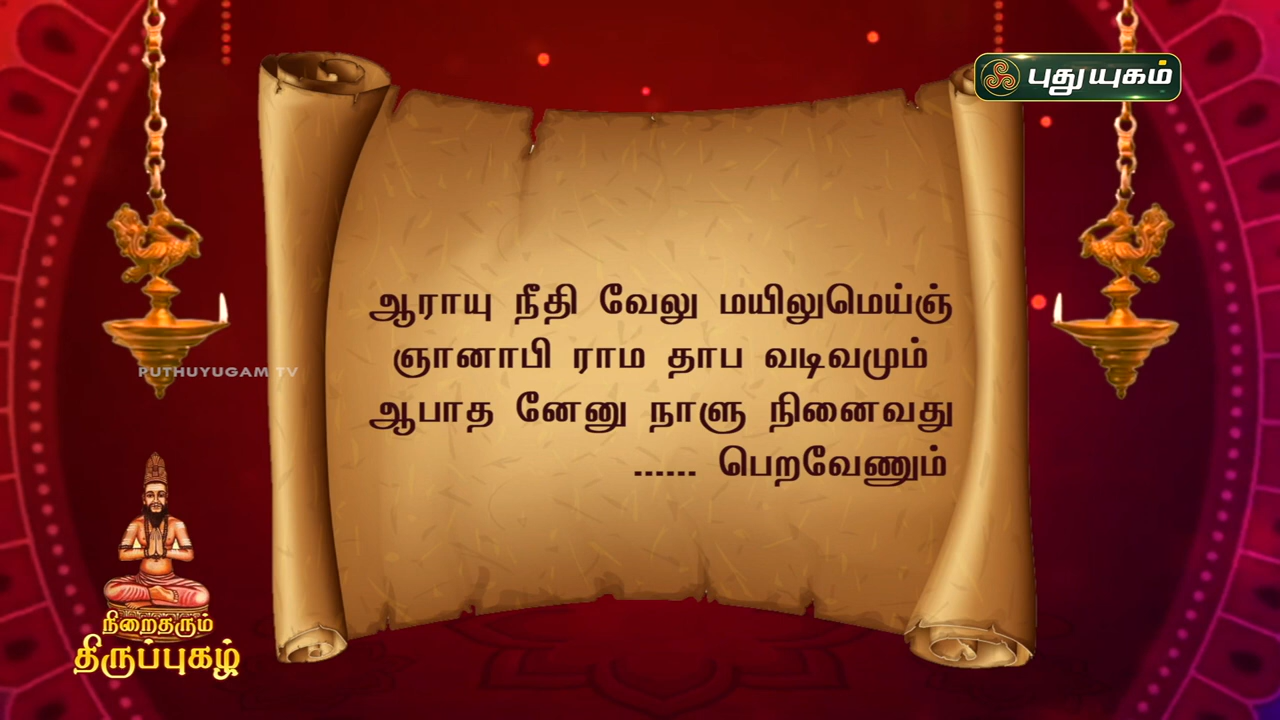 புதுயுகம்
ஆராயு நீதி வேலு மயிலுமெய்ஞ்
ஞானாபி ராம தாப வடிவமும்
ஆபாத னேனு நாளு நினைவது
...... பெறவேணும்
PUTHUYUGAM TV
நிறைதரும்
திருப்புகழ்